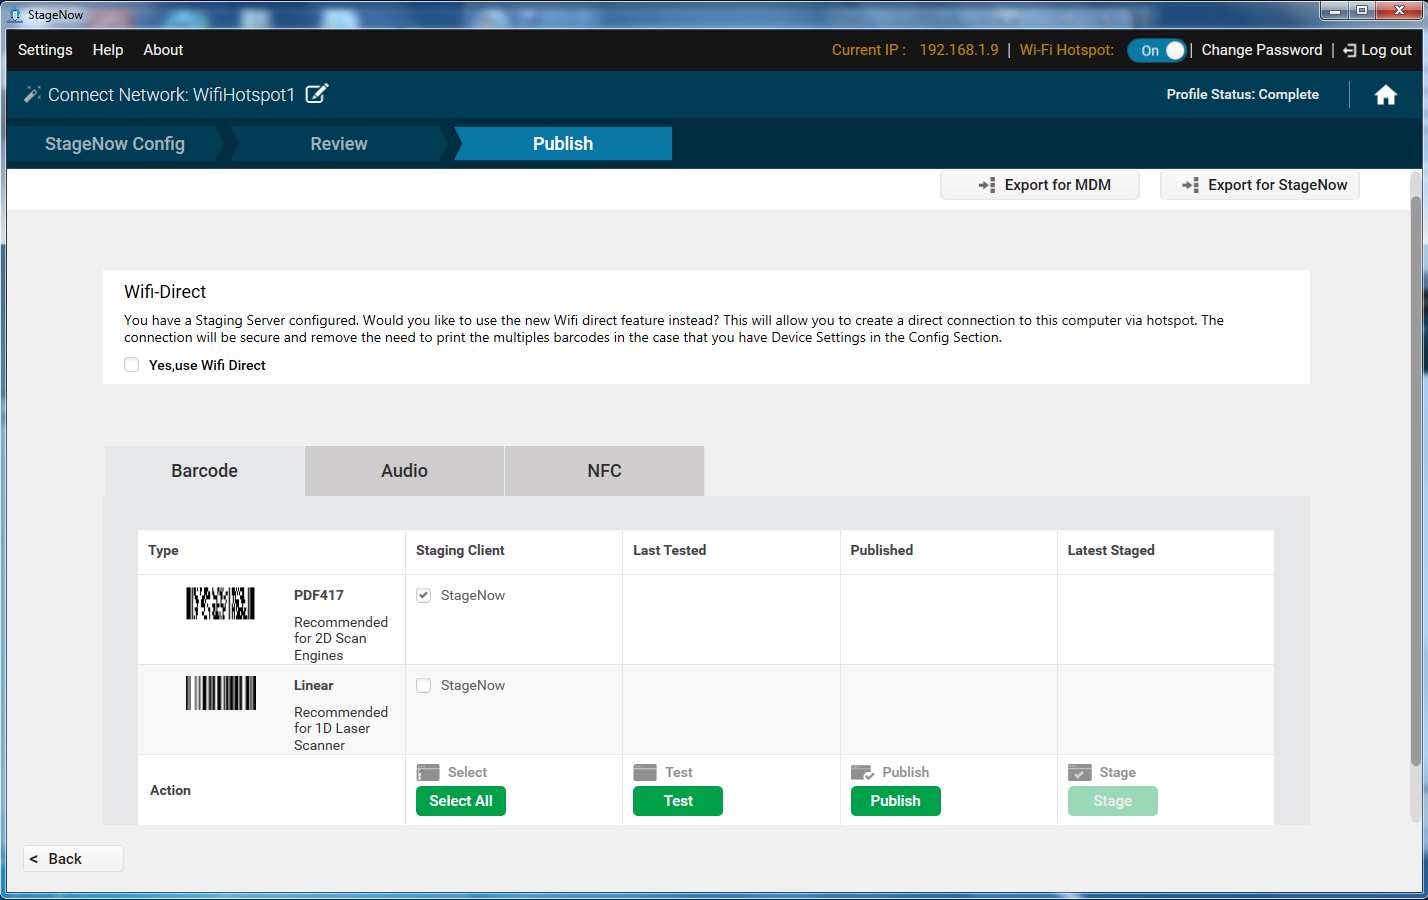 StageNow
Settings Help About Current IP : 192.168.1.9 | Wi-Fi Hotspot: On | Change Password | Log out
Connect Network: WifiHotspot1 Profile Status: Complete
StageNow Config Review Publish
Export for MDM Export for StageNow
Wifi-Direct
You have a Staging Server configured. Would you like to use the new Wifi direct feature instead? This will allow you to create a direct connection to this computer via hotspot. The
connection will be secure and remove the need to print the multiples barcodes in the case that you have Device Settings in the Config Section.
Yes,use Wifi Direct
Barcode Audio NFC
Type Staging Client Last Tested Published Latest Staged
PDF417 StageNow
Recommended
for 2D Scan
Engines
Linear StageNow
Recommended
for 1D Laser
Scanner
Action
Select Test Publish Stage
Select All Test Publish Stage
< Back